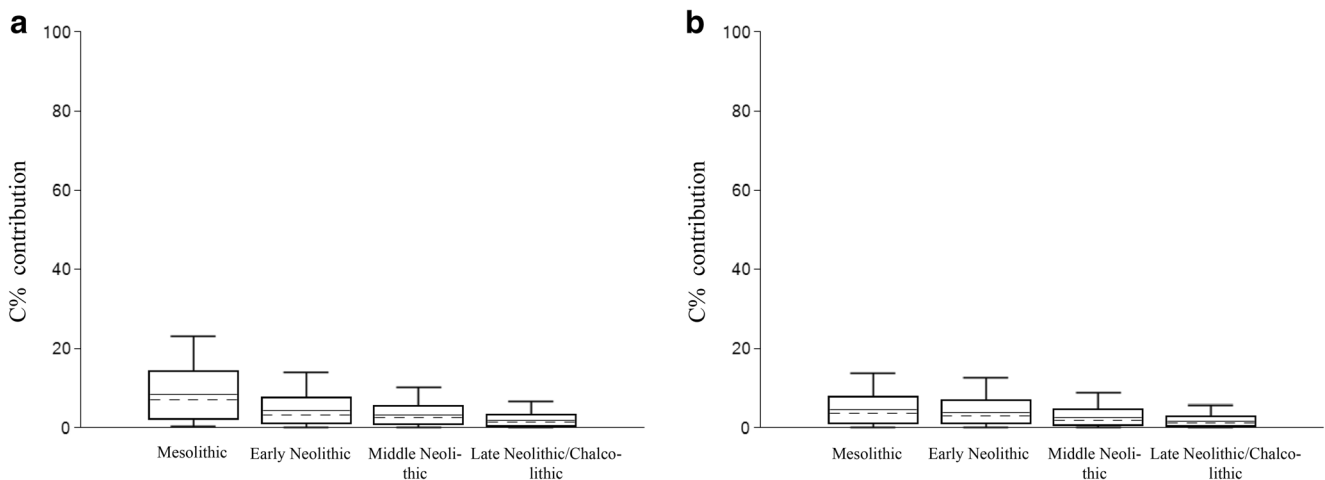 a
100
80
60
40
20
0
C% contribution
Mesolithic
Early Neolithic
Middle Neoli-
thic
Late Neolithic/Chalco-
lithic
b
100
80
60
40
20
0
C% contribution
Mesolithic
Early Neolithic
Middle Neoli-
thic
Late Neolithic/Chalco-
lithic